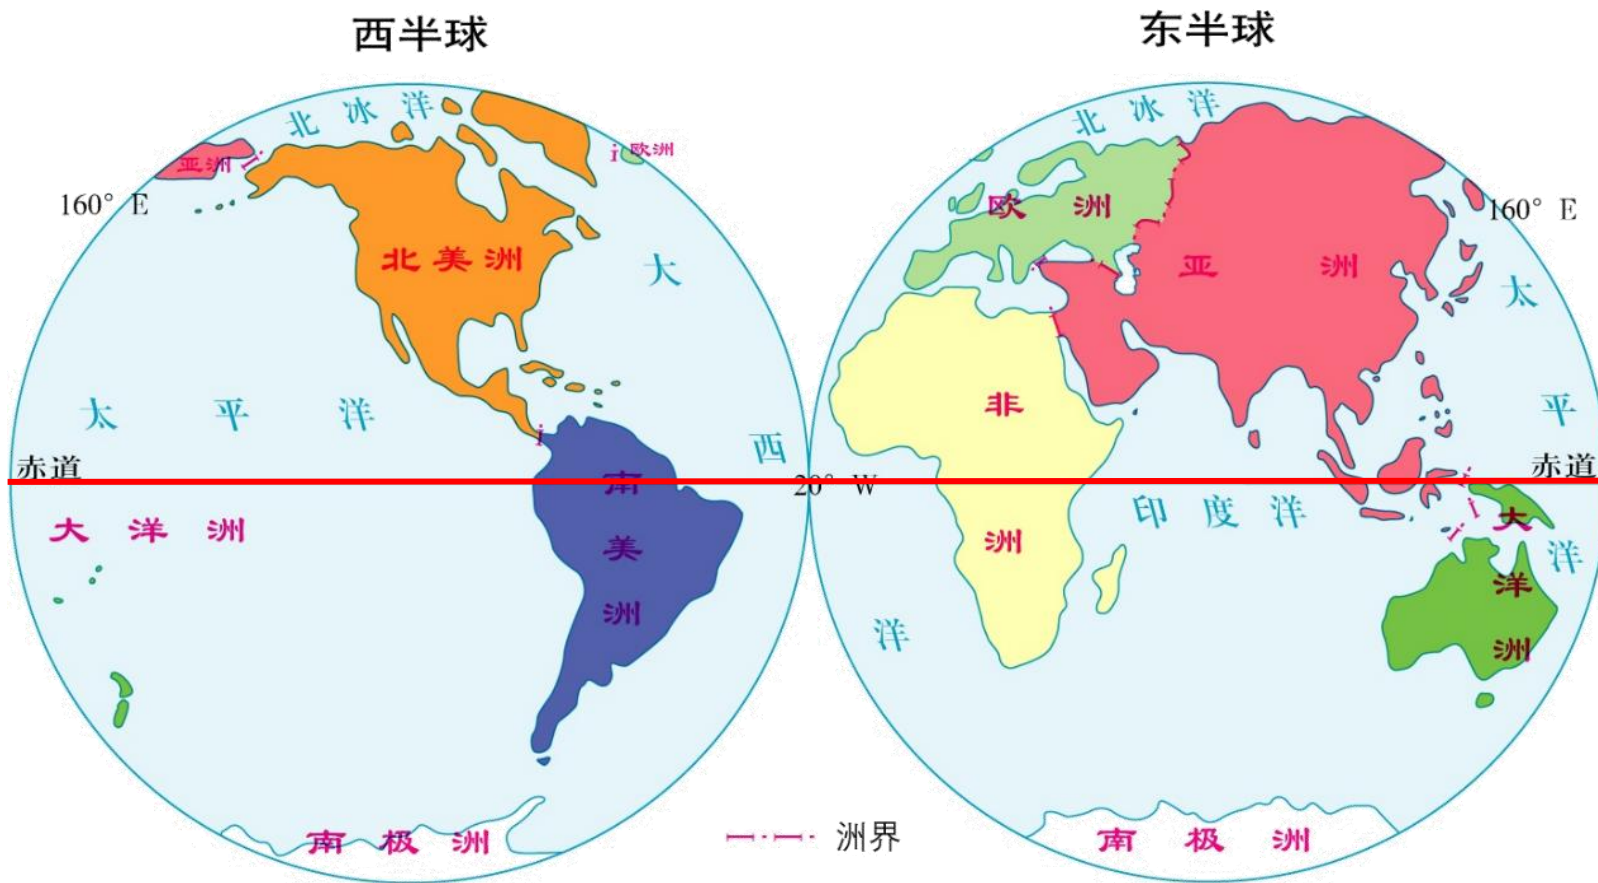 西半球
东半球
北冰洋
亚洲
欧洲
160° E
北美洲
大
太平洋
西
赤道
20° W
大洋洲
南美洲
南极洲
北冰洋
欧洲
亚洲
160° E
太
平
非洲
赤道
印度洋
大洋洲
洋
洋
南极洲
洲界